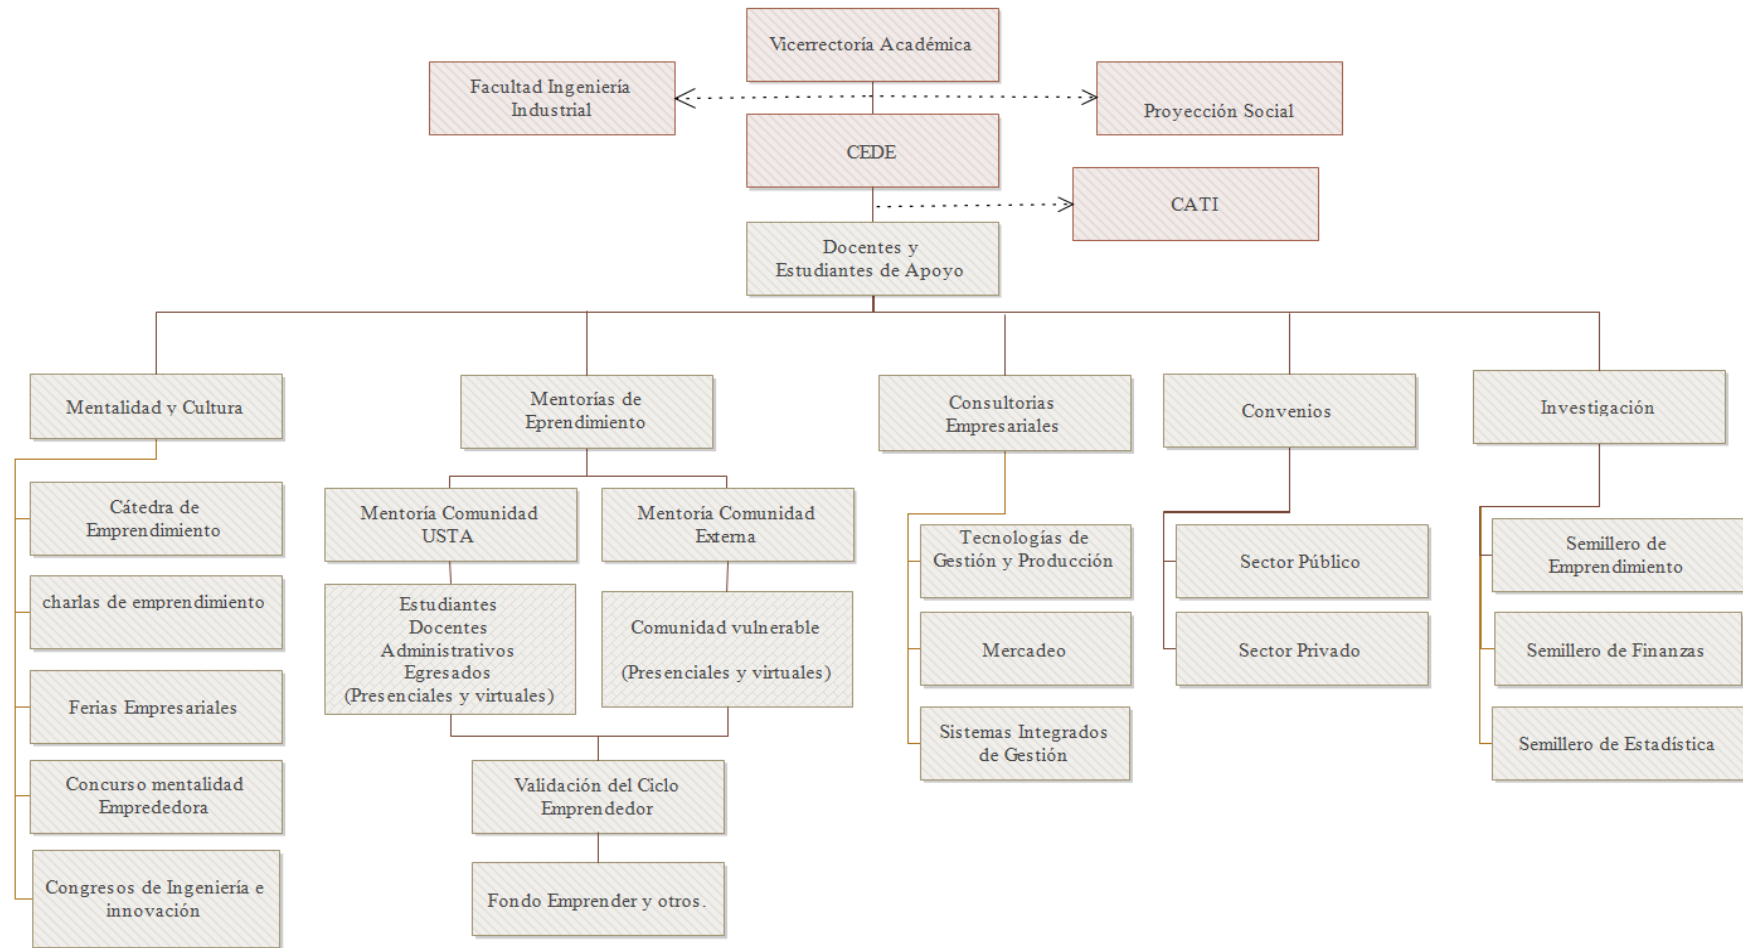 Vicerrectoría Académica
Facultad Ingeniería
Industrial
Proyección Social
CEDE
CATI
Docentes y
Estudiantes de Apoyo
Mentalidad y Cultura
Mentorías de
Eprendimiento
Consultorias
Empresariales
Convenios
Investigación
Cátedra de
Emprendimiento
charlas de emprendimiento
Ferias Empresariales
Concurso mentalidad
Empredédora
Congresos de Ingeniería e
innovación
Mentoría Comunidad
USTA
Mentoría Comunidad
Externa
Estudiantes
Docentes
Administrativos
Egresados
(Presenciales y virtuales)
Comunidad vulnerable
(Presenciales y virtuales)
Validación del Ciclo
Emprendedor
Fondo Emprender y otros.
Tecnologías de
Gestión y Producción
Mercadeo
Sistemas Integrados
de Gestión
Sector Público
Sector Privado
Semillero de
Emprendimiento
Semillero de Finanzas
Semillero de Estadística